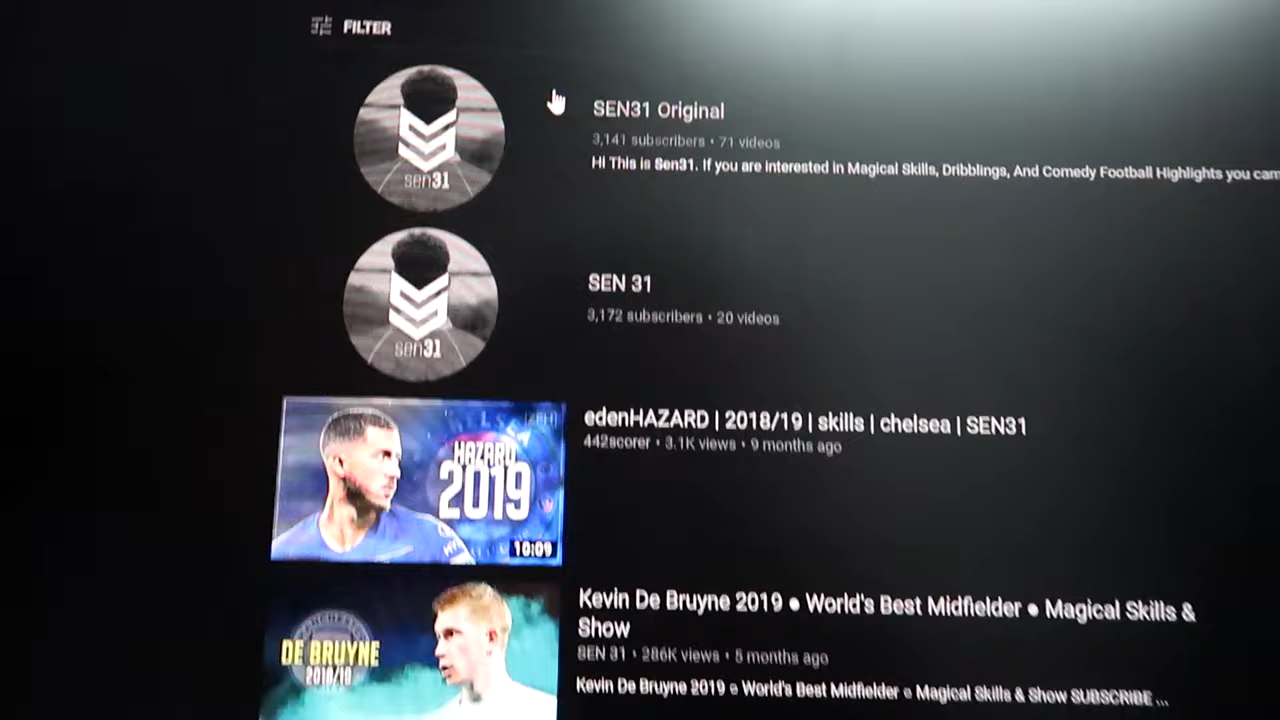 FILTER
sen31
SEN31 Original
3,141 subscribers • 71 videos
Hi This is Sen31. If you are interested in Magical Skills, Dribblings, And Comedy Football Highlights you cam
sen31
SEN 31
3,172 subscribers • 20 videos
HAZARD
2019
10:09
edenHAZARD | 2018/19 | skills | chelsea | SEN31
442scorer • 3.1K views • 9 months ago
DE BRUYNE
2018/19
Kevin De Bruyne 2019 ● World's Best Midfielder ● Magical Skills &
Show
SEN 31 • 286K views • 5 months ago
Kevin De Bruyne 2019 ● World's Best Midfielder ● Magical Skills & Show SUBSCRIBE ...